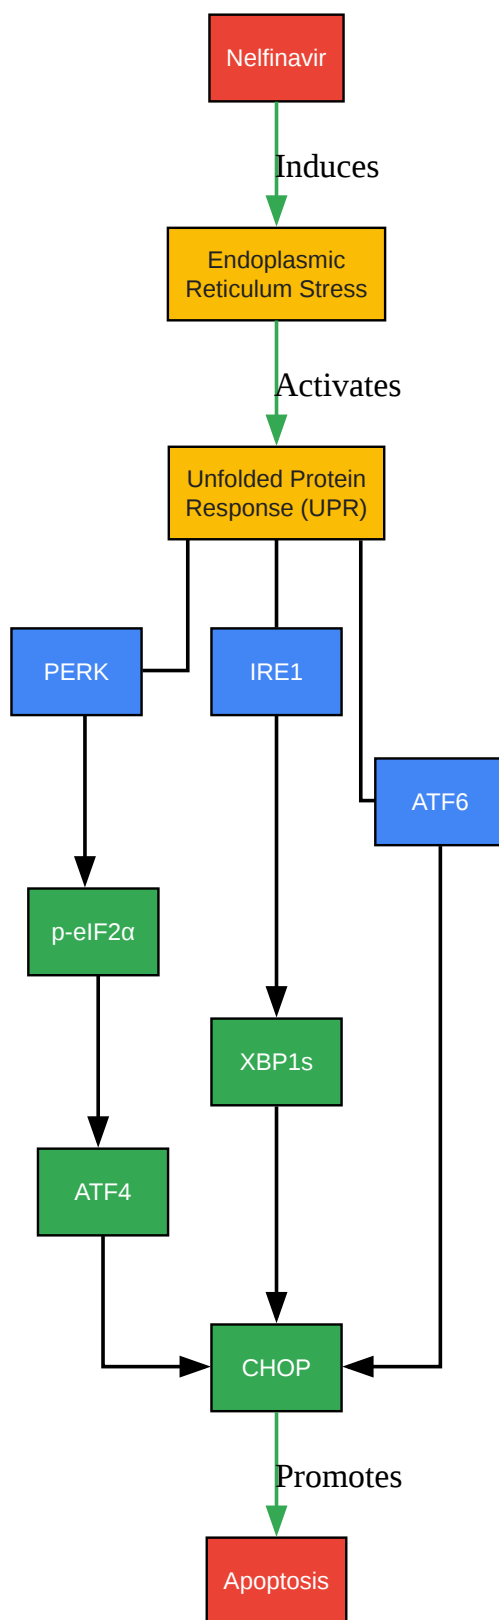 Nelfinavir
Induces
Endoplasmic
Reticulum Stress
Activates
Unfolded Protein
Response (UPR)
PERK
IRE1
ATF6
p-eIF2α
XBP1s
ATF4
CHOP
Promotes
Apoptosis